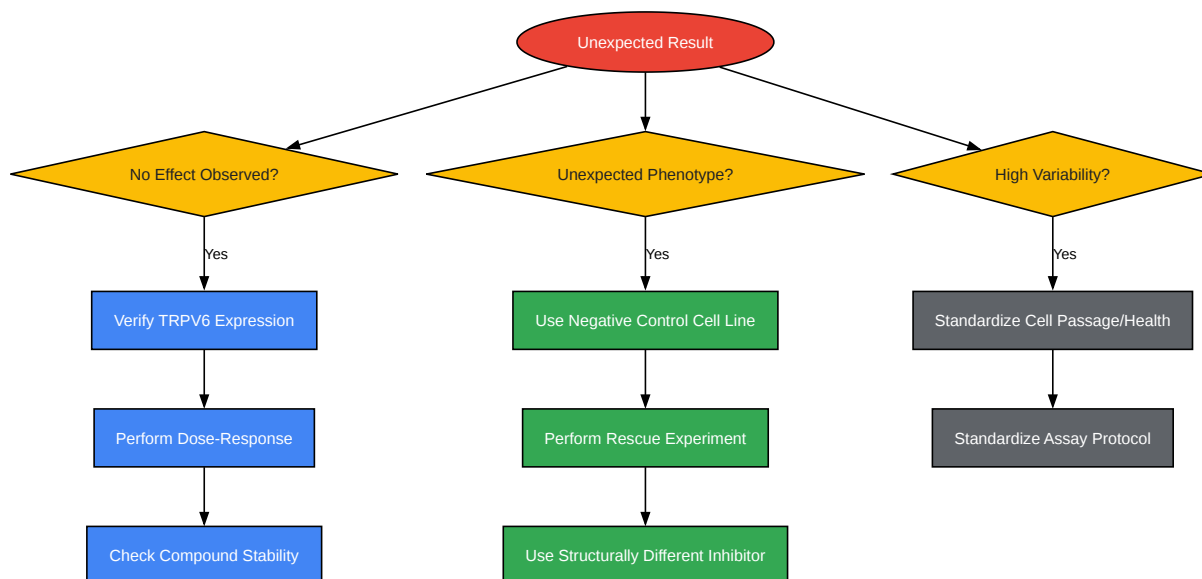 Unexpected Result
No Effect Observed?
Unexpected Phenotype?
High Variability?
Yes
Yes
Yes
Verify TRPV6 Expression
Use Negative Control Cell Line
Standardize Cell Passage/Health
Perform Dose-Response
Perform Rescue Experiment
Standardize Assay Protocol
Check Compound Stability
Use Structurally Different Inhibitor